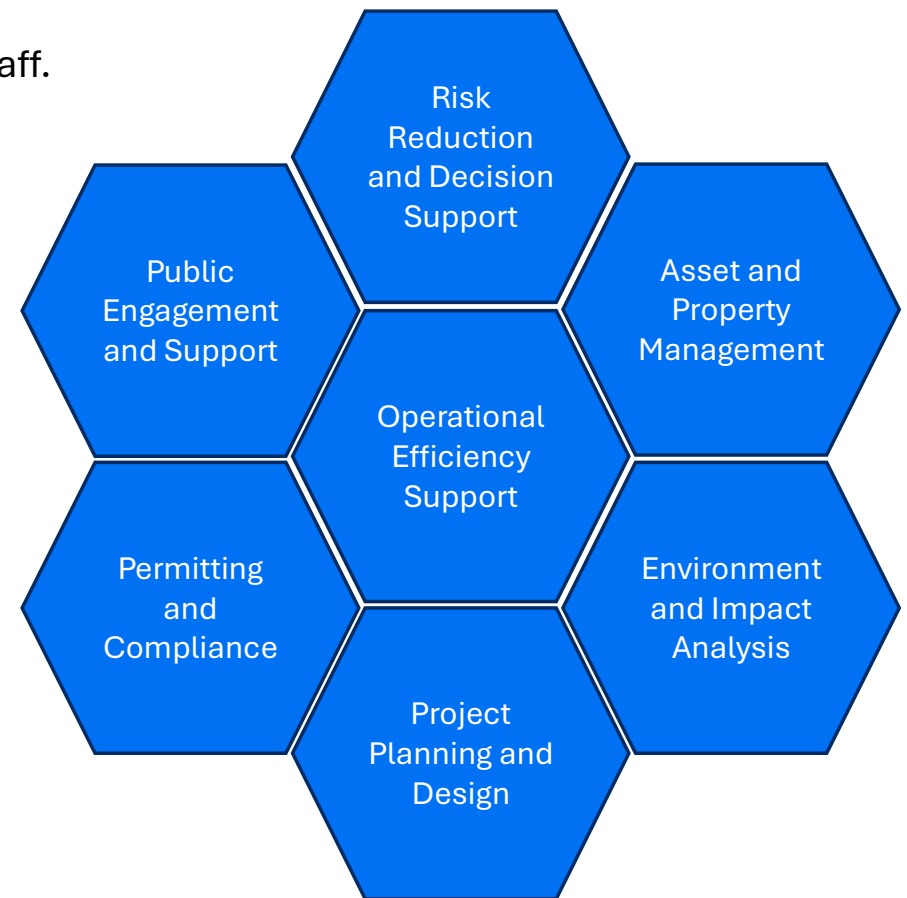 aff.
Risk
Reduction
and Decision
Support
Public
Engagement
and Support
Asset and
Property
Management
Operational
Efficiency
Support
Permitting
and
Compliance
Environment
and Impact
Analysis
Project
Planning and
Design